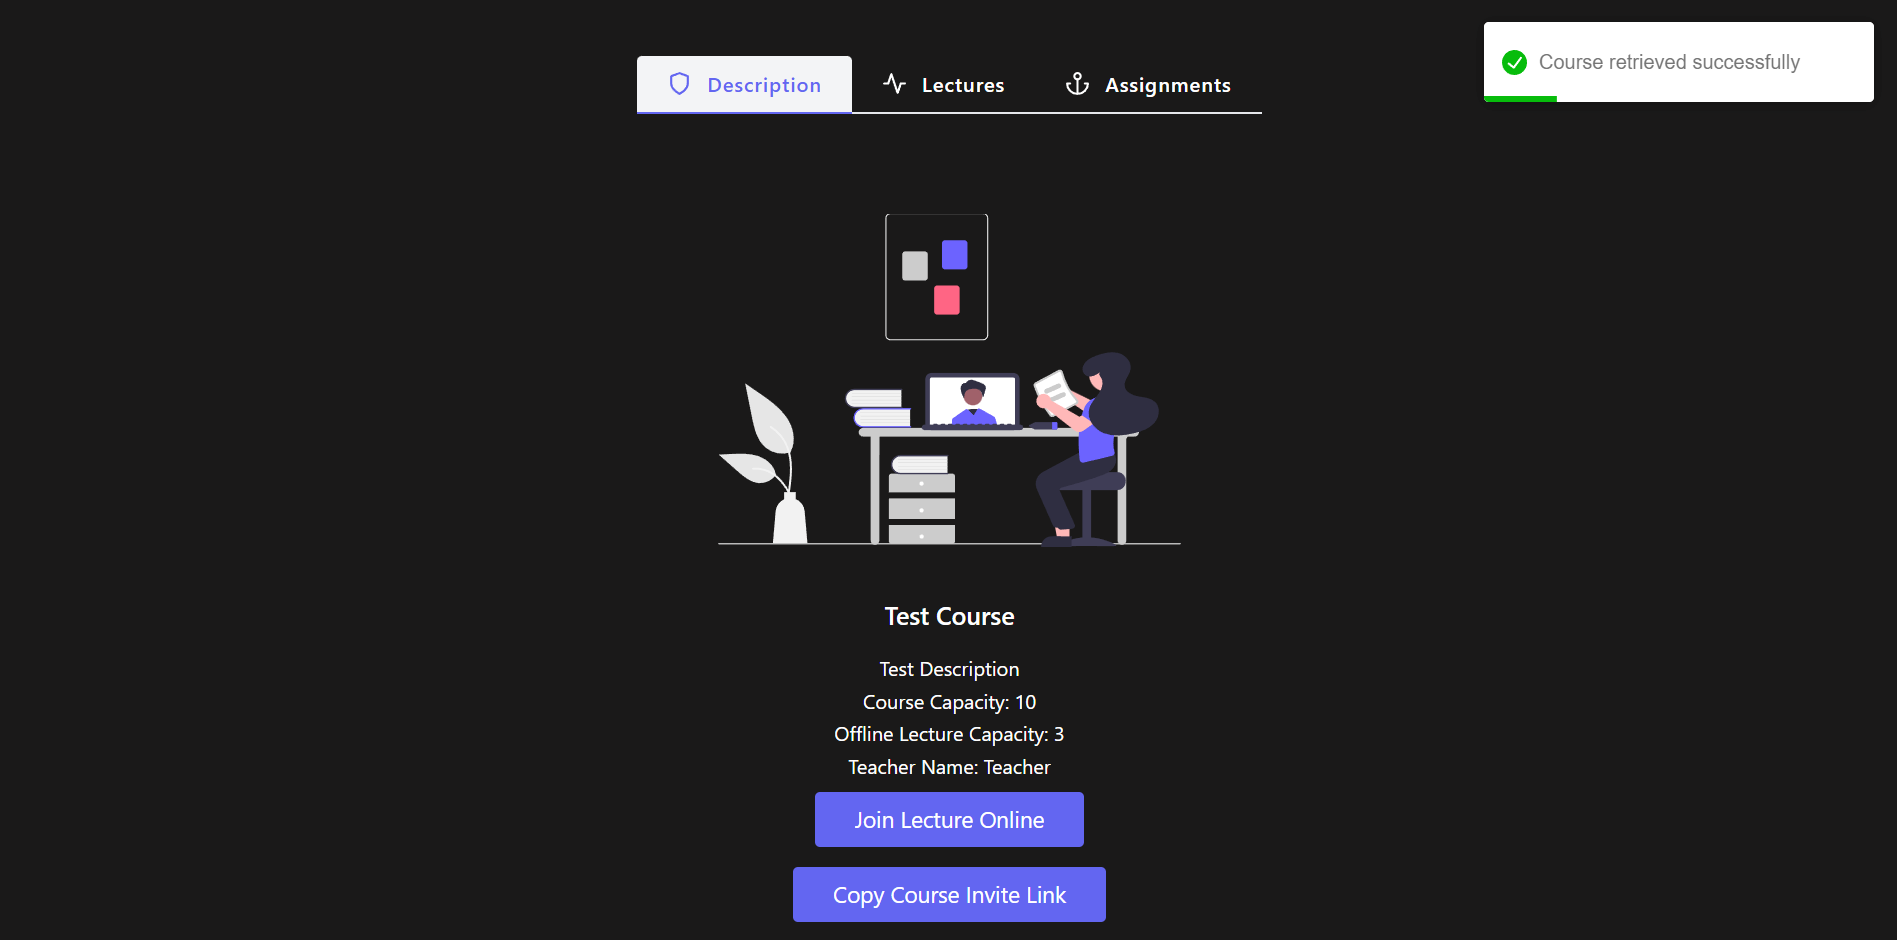 Description
Lectures
Assignments
Course retrieved successfully
Test Course
Test Description
Course Capacity: 10
Offline Lecture Capacity: 3
Teacher Name: Teacher
Join Lecture Online
Copy Course Invite Link